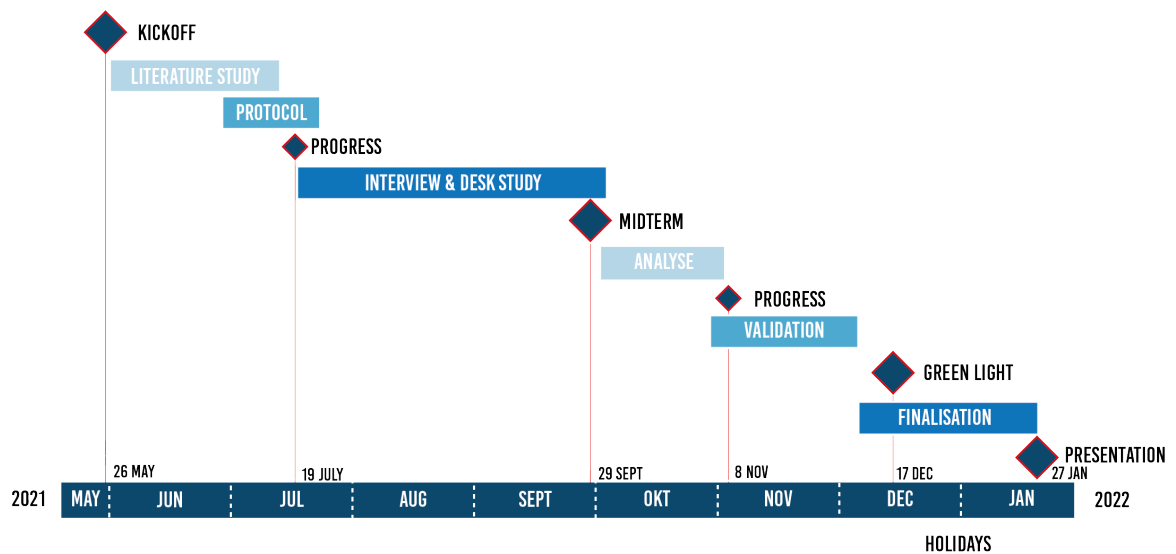 KICKOFF
LITERATURE STUDY
PROTOCOL
PROGRESS
INTERVIEW & DESK STUDY
MIDTERM
ANALYSE
PROGRESS
VALIDATION
GREEN LIGHT
FINALISATION
PRESENTATION
26 MAY 19 JULY 29 SEPT 8 NOV 17 DEC 27 JAN
2021 MAY JUN JUL AUG SEPT OKT NOV DEC JAN 2022
HOLIDAYS